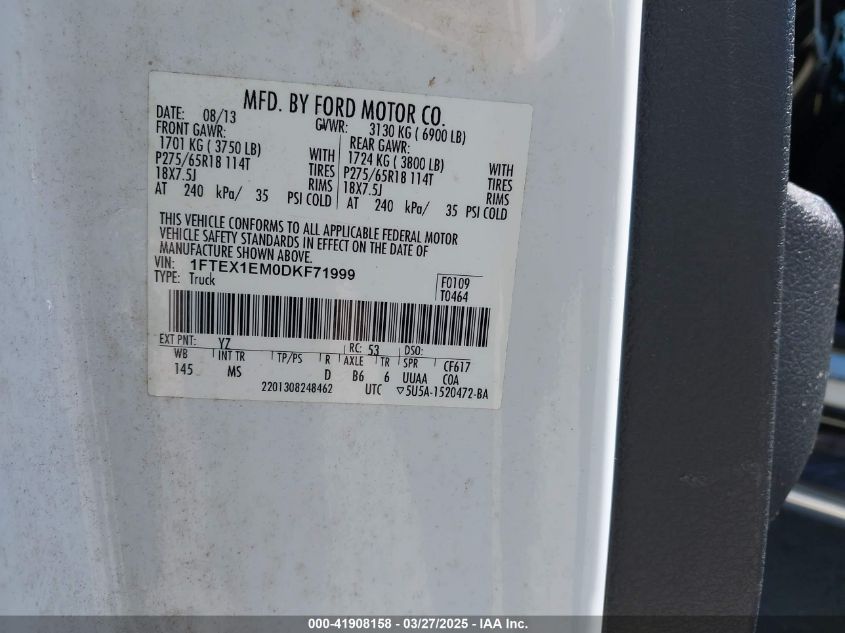 MFD. BY FORD MOTOR CO.
DATE: 08/13 GVWR: 3130 KG ( 6900 LB)
FRONT GAWR: REAR GAWR:
1701 KG ( 3750 LB) WITH 1724 KG ( 3800 LB) WITH
P275/65R18 114T TIRES P275/65R18 114T TIRES
18X7.5J RIMS 18X7.5J RIMS
AT 240 kPa/ 35 PSI COLD AT 240 kPa/ 35 PSI COLD
THIS VEHICLE CONFORMS TO ALL APPLICABLE FEDERAL MOTOR
VEHICLE SAFETY STANDARDS IN EFFECT ON THE DATE OF
MANUFACTURE SHOWN ABOVE.
VIN: 1FTEX1EM0DKF71999 F0109
TYPE: Truck T0464
EXT PNT: YZ RC: 53 DSO:
WB INT TR TP/PS R AXLE TR SPR CF617
145 MS D B6 6 UUAA COA
2201308248462 UTC ▽5U5A-1520472-BA
000-41908158 - 03/27/2025 - IAA Inc.